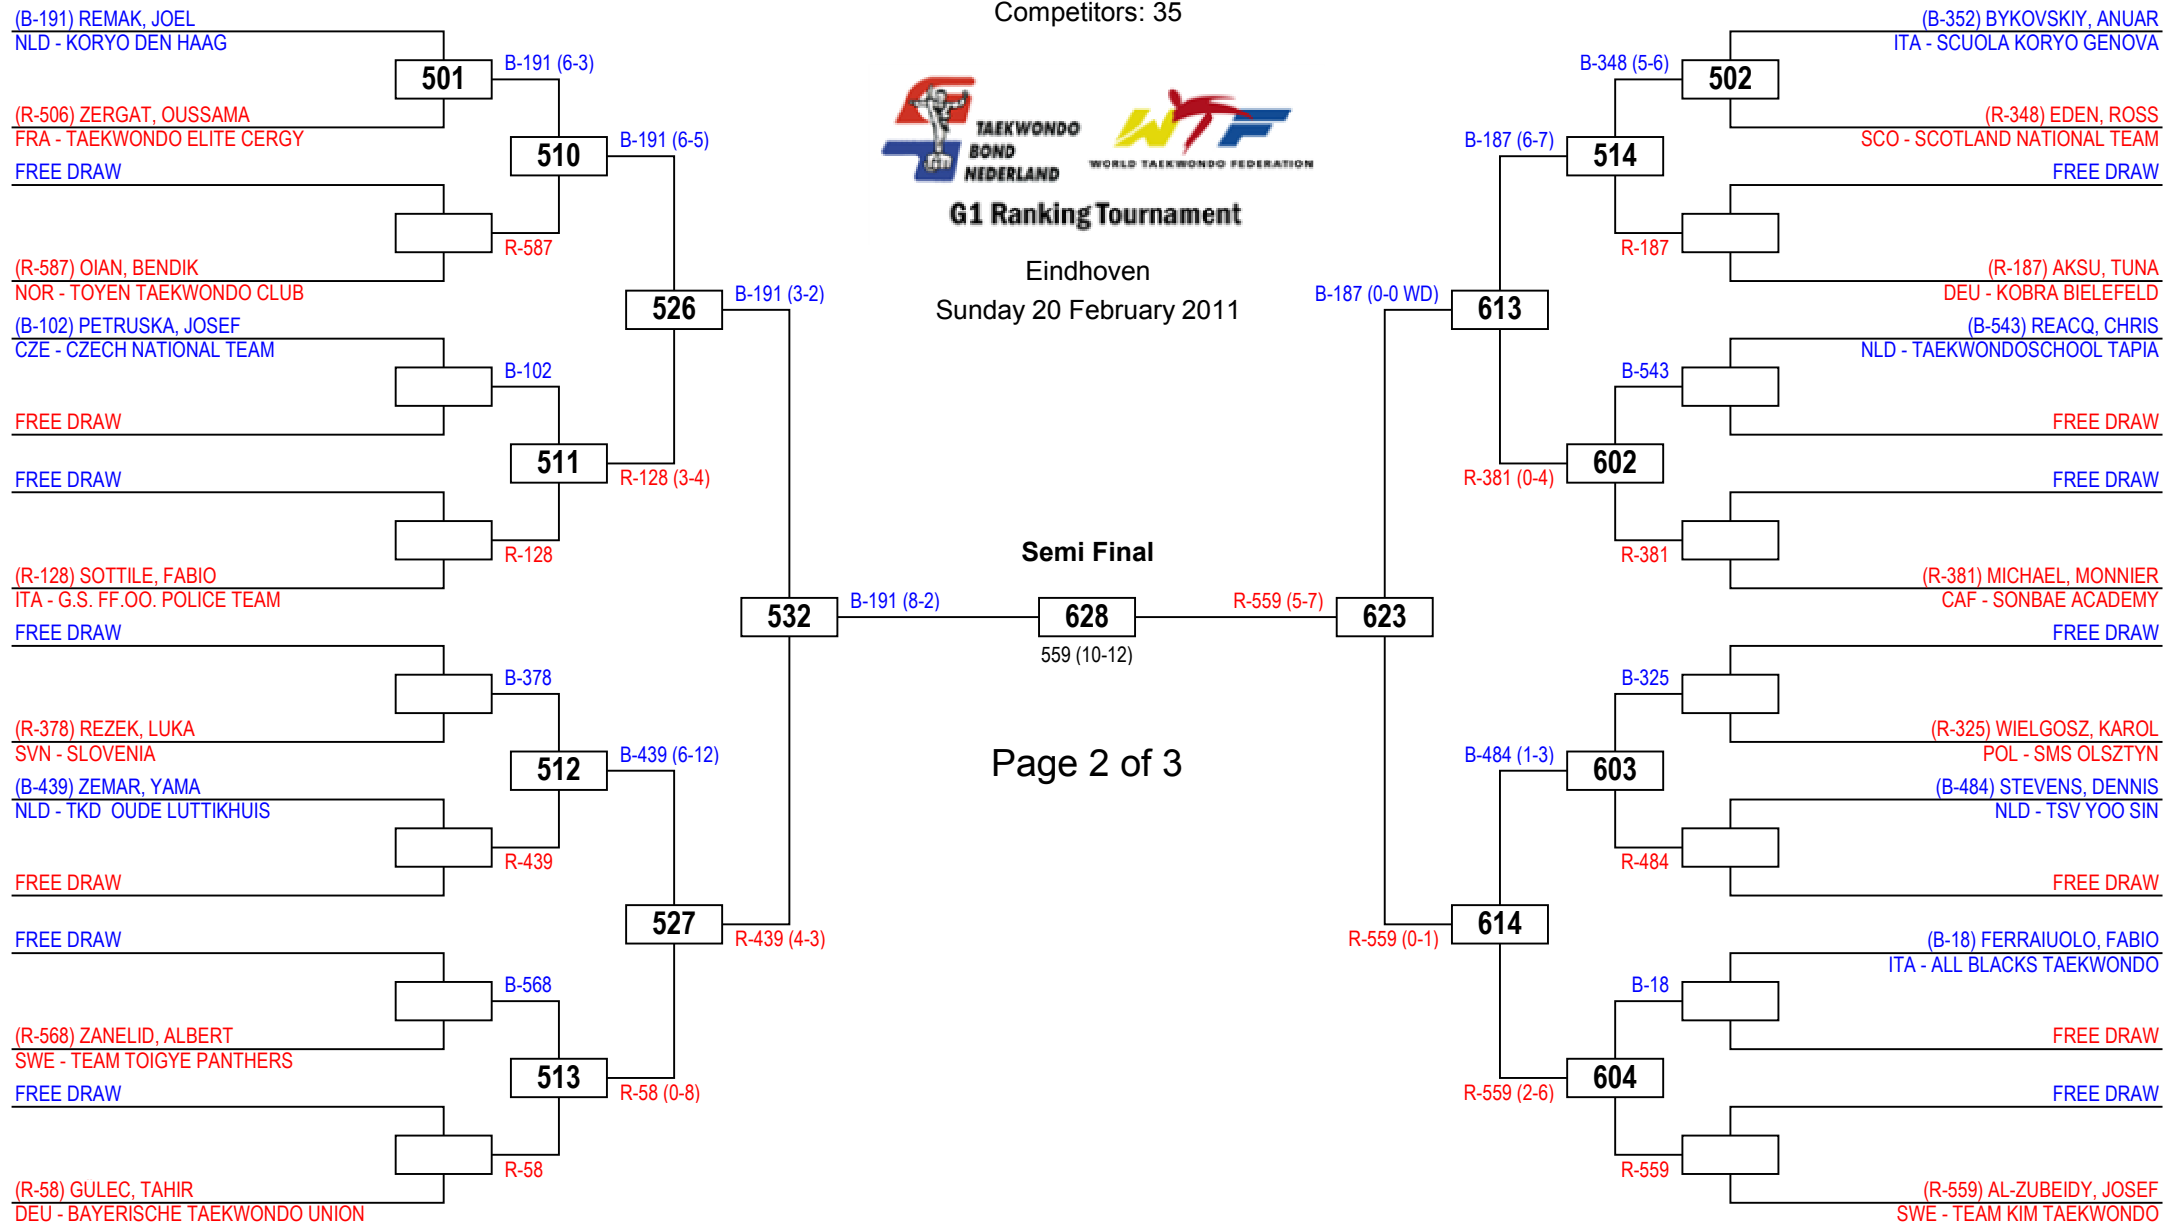 Competitors: 35
TAEKWONDO
BOND
NEDERLAND
WTF
WORLD TAEKWONDO FEDERATION
G1 Ranking Tournament
Eindhoven
Sunday 20 February 2011
(B-191) REMAK, JOEL
NLD - KORYO DEN HAAG
501
B-191 (6-3)
(R-506) ZERGAT, OUSSAMA
FRA - TAEKWONDO ELITE CERGY
510
B-191 (6-5)
FREE DRAW
R-587
(R-587) OIAN, BENDIK
NOR - TOYEN TAEKWONDO CLUB
526
B-191 (3-2)
(B-102) PETRUSKA, JOSEF
CZE - CZECH NATIONAL TEAM
B-102
FREE DRAW
511
R-128 (3-4)
FREE DRAW
R-128
(R-128) SOTTILE, FABIO
ITA - G.S. FF.OO. POLICE TEAM
532
B-191 (8-2)
FREE DRAW
B-378
(R-378) REZEK, LUKA
SVN - SLOVENIA
512
B-439 (6-12)
(B-439) ZEMAR, YAMA
NLD - TKD  OUDE LUTTIKHUIS
R-439
FREE DRAW
527
R-439 (4-3)
FREE DRAW
B-568
(R-568) ZANELID, ALBERT
SWE - TEAM TOIGYE PANTHERS
513
R-58 (0-8)
FREE DRAW
R-58
(R-58) GULEC, TAHIR
DEU - BAYERISCHE TAEKWONDO UNION
Semi Final
628
559 (10-12)
Page 2 of 3
(B-352) BYKOVSKIY, ANUAR
ITA - SCUOLA KORYO GENOVA
B-348 (5-6)
502
(R-348) EDEN, ROSS
SCO - SCOTLAND NATIONAL TEAM
B-187 (6-7)
514
FREE DRAW
R-187
(R-187) AKSU, TUNA
DEU - KOBRA BIELEFELD
B-187 (0-0 WD)
613
(B-543) REACQ, CHRIS
NLD - TAEKWONDOSCHOOL TAPIA
B-543
FREE DRAW
R-381 (0-4)
602
FREE DRAW
R-381
(R-381) MICHAEL, MONNIER
CAF - SONBAE ACADEMY
R-559 (5-7)
623
FREE DRAW
B-325
(R-325) WIELGOSZ, KAROL
POL - SMS OLSZTYN
B-484 (1-3)
603
(B-484) STEVENS, DENNIS
NLD - TSV YOO SIN
R-484
FREE DRAW
R-559 (0-1)
614
(B-18) FERRAIUOLO, FABIO
ITA - ALL BLACKS TAEKWONDO
B-18
FREE DRAW
R-559 (2-6)
604
FREE DRAW
R-559
(R-559) AL-ZUBEIDY, JOSEF
SWE - TEAM KIM TAEKWONDO